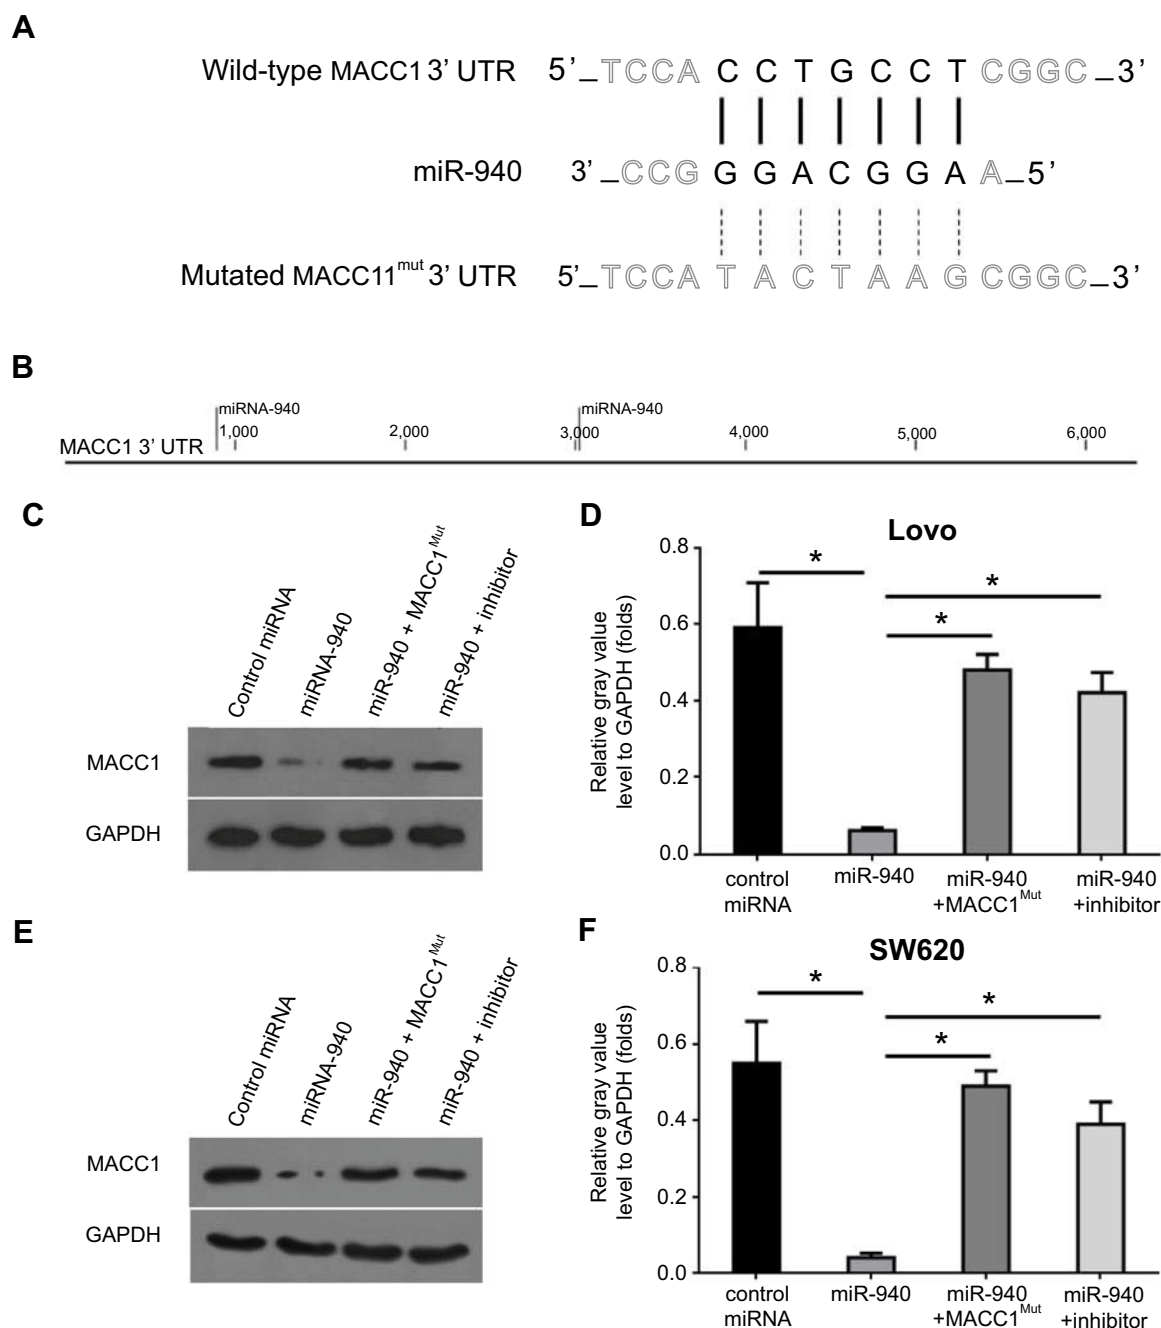 A
Wild-type MACC1 3' UTR 5'_TCCA CCTGCCT CGGC_3'
miR-940 3'_CCG GGACGGA A_5'
Mutated MACC11mut 3' UTR 5'_TCCA TACTAAG CGGC_3'
B
miRNA-940 miRNA-940
1,000 2,000 3,000 4,000 5,000 6,000
MACC1 3' UTR
C
Control miRNA
miRNA-940
miR-940 + MACC1Mut
miR-940 + inhibitor
MACC1
GAPDH
D
Lovo
Relative gray value
level to GAPDH (folds)
0.8
0.6
0.4
0.2
0.0
*
*
*
control
miRNA
miR-940
miR-940
+MACC1Mut
miR-940
+inhibitor
E
Control miRNA
miRNA-940
miR-940 + MACC1Mut
miR-940 + inhibitor
MACC1
GAPDH
F
SW620
Relative gray value
level to GAPDH (folds)
0.8
0.6
0.4
0.2
0.0
*
*
*
control
miRNA
miR-940
miR-940
+MACC1Mut
miR-940
+inhibitor